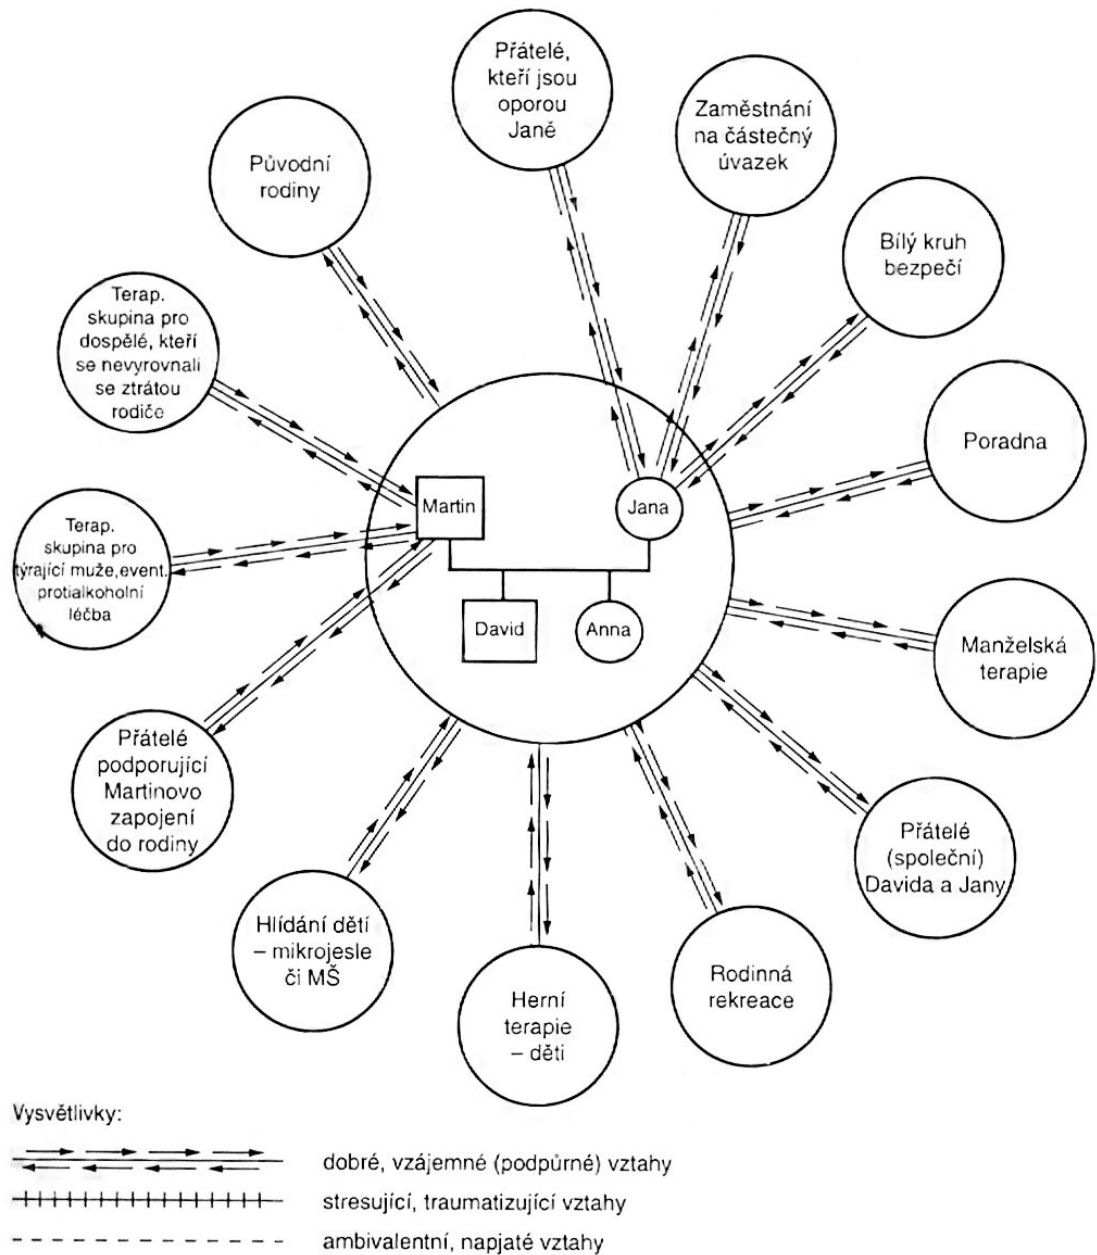 Přátelé,
kteří jsou
oporou
Janě
Zaměstnání
na částečný
úvazek
Původní
rodiny
Bílý kruh
bezpečí
Terap.
skupina pro
dospělé, kteří
se nevyrovnali
se ztrátou
rodiče
Poradna
Martin
Jana
Terap.
skupina pro
týrající muže,event.
protialkoholní
léčba
David
Anna
Manželská
terapie
Přátelé
podporující
Martinovo
zapojení
do rodiny
Přátelé
(společní)
Davida a Jany
Hlídání dětí
– mikrojesle
či MŠ
Herní
terapie
– děti
Rodinná
rekreace
Vysvětlivky:
dobré, vzájemné (podpůrné) vztahy
stresující, traumatizující vztahy
ambivalentní, napjaté vztahy